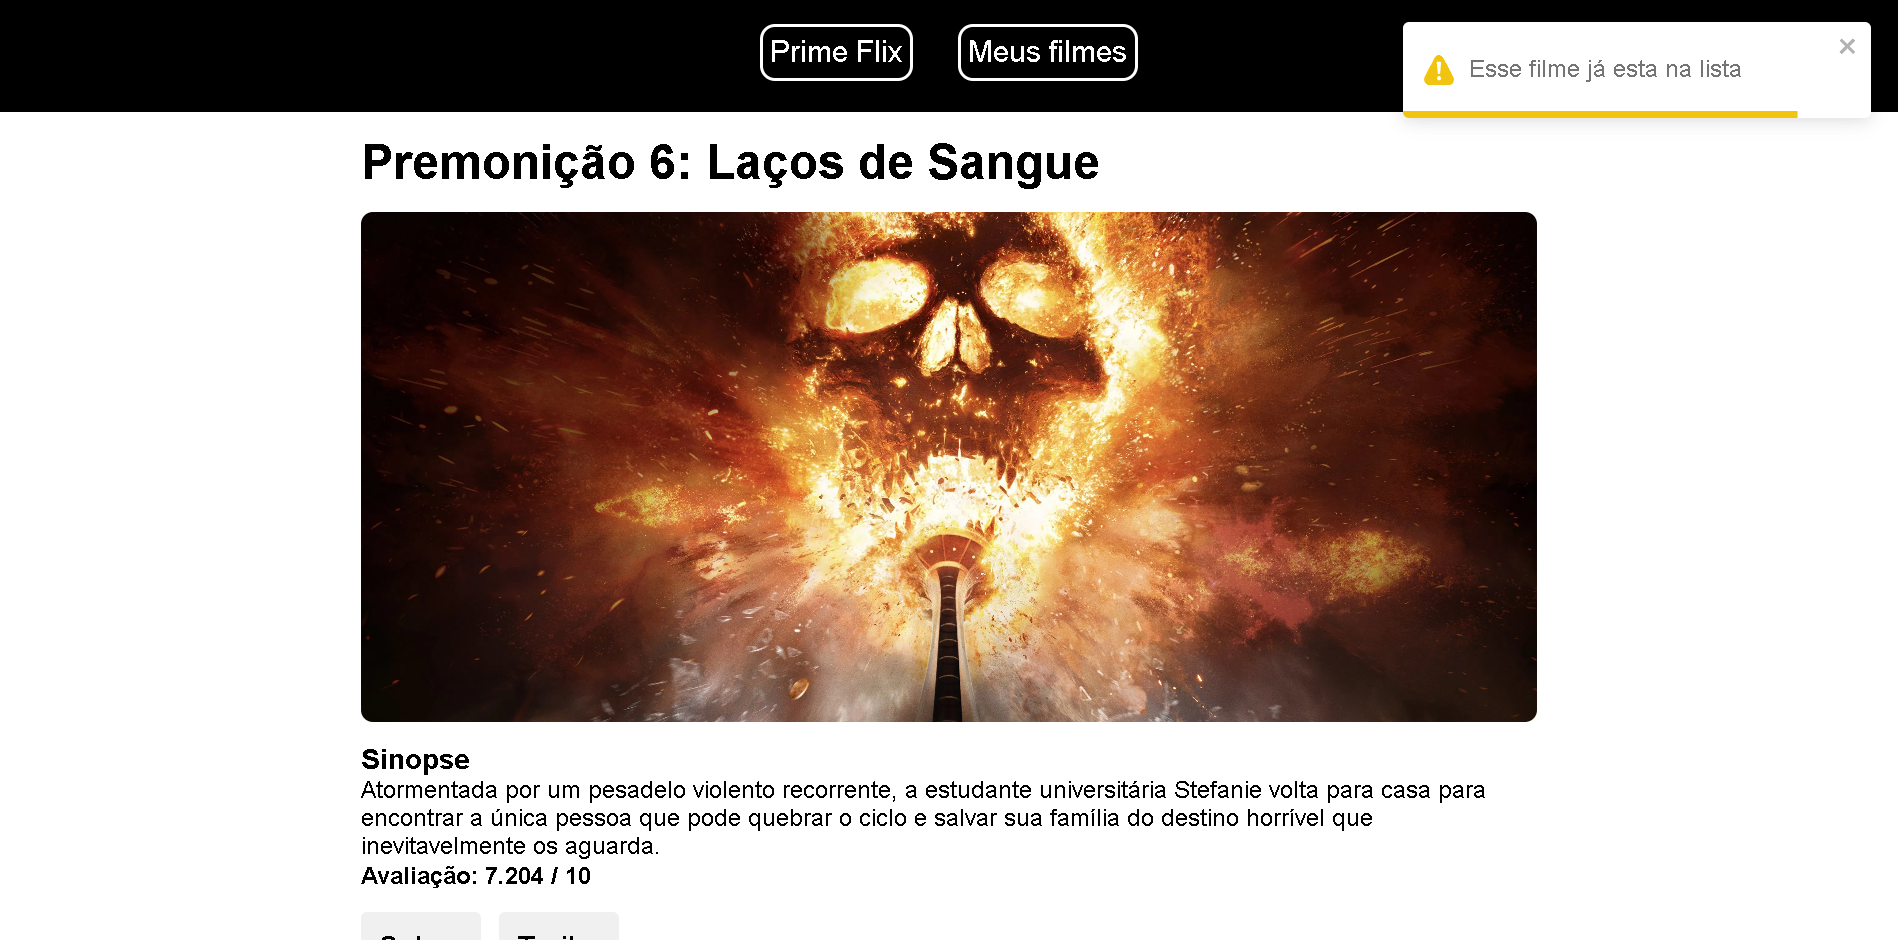 Prime Flix
Meus filmes
Esse filme já esta na lista
Premonição 6: Laços de Sangue
Sinopse
Atormentada por um pesadelo violento recorrente, a estudante universitária Stefanie volta para casa para
encontrar a única pessoa que pode quebrar o ciclo e salvar sua família do destino horrível que
inevitavelmente os aguarda.
Avaliação: 7.204 / 10